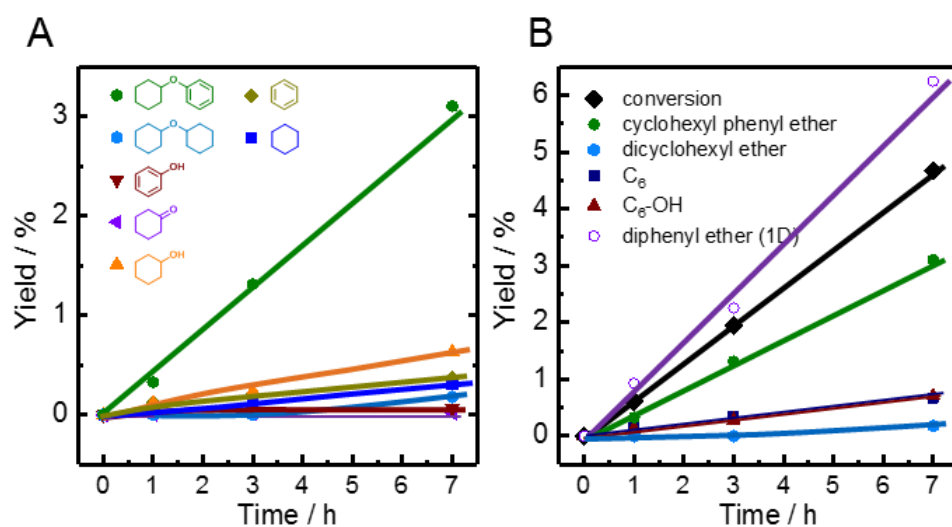 A
Yield / %
3
2
1
0
O
O
OH
O
OH
0 1 2 3 4 5 6 7
Time / h
B
Yield / %
6
5
4
3
2
1
0
conversion
cyclohexyl phenyl ether
dicyclohexyl ether
C₆
C₆-OH
diphenyl ether (1D)
0 1 2 3 4 5 6 7
Time / h